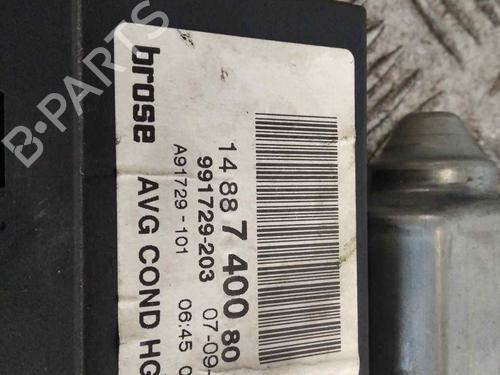 brose
14 88 7 400 80
991729-203 07-09-
A91729-101 06:45
AVG COND HG
B-PARTS